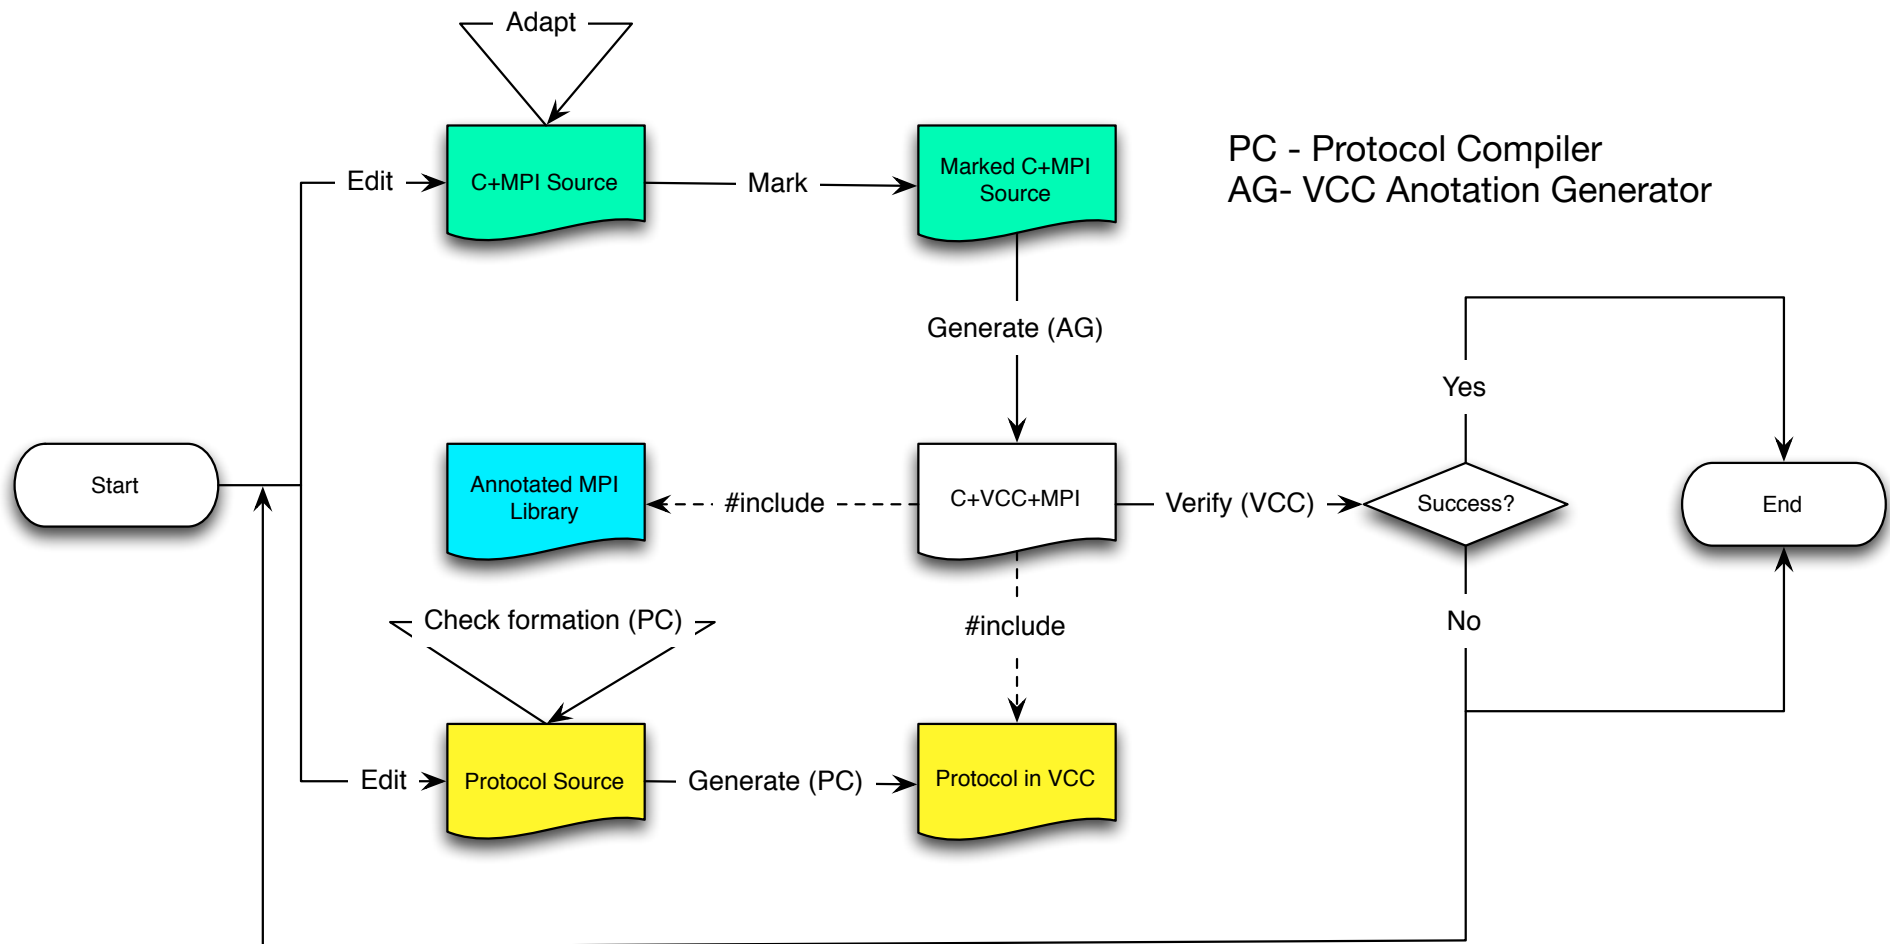 Adapt
Edit
C+MPI Source
Mark
Marked C+MPI
Source
PC - Protocol Compiler
AG- VCC Anotation Generator
Generate (AG)
Yes
Start
Annotated MPI
Library
#include
C+VCC+MPI
Verify (VCC)
Success?
End
Check formation (PC)
#include
No
Edit
Protocol Source
Generate (PC)
Protocol in VCC